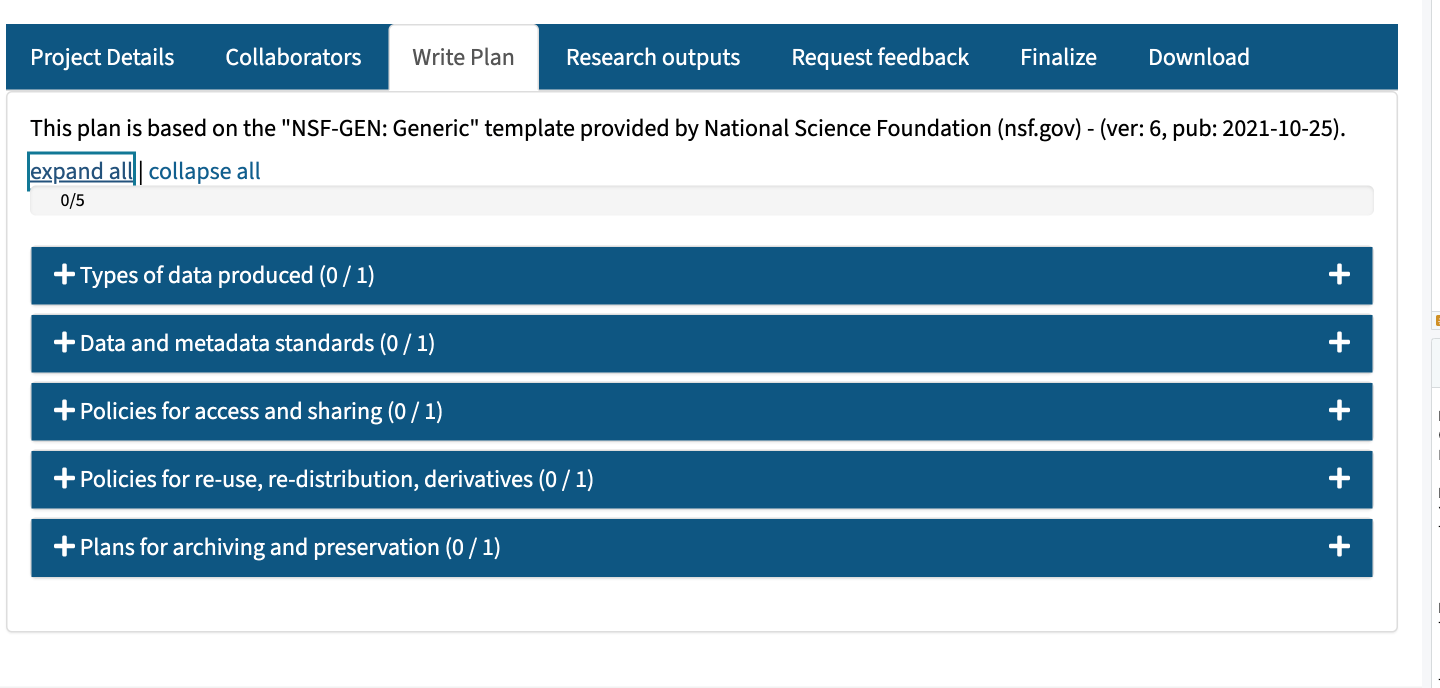 Project Details Collaborators Write Plan Research outputs Request feedback Finalize Download
This plan is based on the "NSF-GEN: Generic" template provided by National Science Foundation (nsf.gov) - (ver: 6, pub: 2021-10-25).
expand all | collapse all
0/5
Types of data produced (0 / 1)
Data and metadata standards (0 / 1)
Policies for access and sharing (0 / 1)
Policies for re-use, re-distribution, derivatives (0 / 1)
Plans for archiving and preservation (0 / 1)